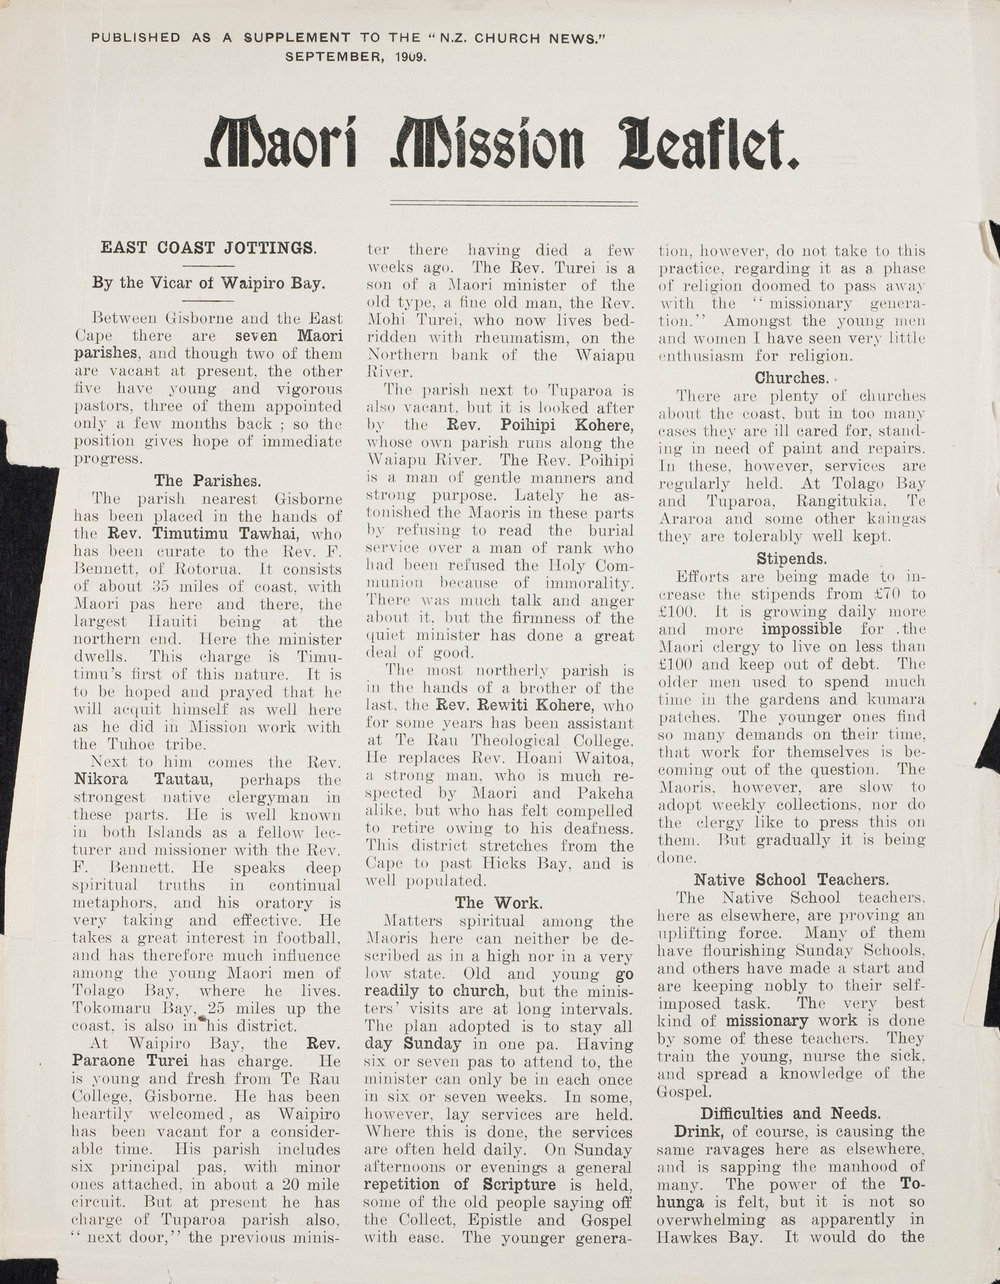 PUBLISHED AS A SUPPLEMENT TO THE "N.Z. CHURCH NEWS."
SEPTEMBER, 1909.
Maori Mission Leaflet.
EAST COAST JOTTINGS.
By the Vicar of Waipiro Bay.
Between Gisborne and the East
Cape there are seven Maori
parishes, and though two of them
are vacant at present, the other
five have young and vigorous
pastors, three of them appointed
only a few months back ; so the
position gives hope of immediate
progress.
The Parishes.
The parish nearest Gisborne
has been placed in the hands of
the Rev. Timutimu Tawhai, who
has been curate to the Rev. F.
Bennett, of Rotorua. It consists
of about 35 miles of coast, with
Maori pas here and there, the
largest Hauiti being at the
northern end. Here the minister
dwells. This charge is Timu-
timu's first of this nature. It is
to be hoped and prayed that he
will acquit himself as well here
as he did in Mission work with
the Tuhoe tribe.
Next to him comes the Rev.
Nikora Tautau, perhaps the
strongest native clergyman in
these parts. He is well known
in both Islands as a fellow lec-
turer and missioner with the Rev.
F. Bennett. He speaks deep
spiritual truths in continual
metaphors, and his oratory is
very taking and effective. He
takes a great interest in football,
and has therefore much influence
among the young Maori men of
Tolago Bay, where he lives.
Tokomaru Bay, 25 miles up the
coast, is also in his district.
At Waipiro Bay, the Rev.
Paraone Turei has charge. He
is young and fresh from Te Rau
College, Gisborne. He has been
heartily welcomed , as Waipiro
has been vacant for a consider-
able time. His parish includes
six principal pas, with minor
ones attached, in about a 20 mile
circuit. But at present he has
charge of Tuparoa parish also,
" next door," the previous minis-
ter there having died a few
weeks ago. The Rev. Turei is a
son of a Maori minister of the
old type, a fine old man, the Rev.
Mohi Turei, who now lives bed-
ridden with rheumatism, on the
Northern bank of the Waiapu
River.
The parish next to Tuparoa is
also vacant, but it is looked after
by the Rev. Poihipi Kohere,
whose own parish runs along the
Waiapu River. The Rev. Poihipi
is a man of gentle manners and
strong purpose. Lately he as-
tonished the Maoris in these parts
by refusing to read the burial
service over a man of rank who
had been refused the Holy Com-
munion because of immorality.
There was much talk and anger
about it, but the firmness of the
quiet minister has done a great
deal of good.
The most northerly parish is
in the hands of a brother of the
last, the Rev. Rewiti Kohere, who
for some years has been assistant
at Te Rau Theological College.
He replaces Rev. Hoani Waitoa,
a strong man, who is much re-
spected by Maori and Pakeha
alike, but who has felt compelled
to retire owing to his deafness.
This district stretches from the
Cape to past Hicks Bay, and is
well populated.
The Work.
Matters spiritual among the
Maoris here can neither be de-
scribed as in a high nor in a very
low state. Old and young go
readily to church, but the minis-
ters' visits are at long intervals.
The plan adopted is to stay all
day Sunday in one pa. Having
six or seven pas to attend to, the
minister can only be in each once
in six or seven weeks. In some,
however, lay services are held.
Where this is done, the services
are often held daily. On Sunday
afternoons or evenings a general
repetition of Scripture is held,
some of the old people saying off
the Collect, Epistle and Gospel
with ease. The younger genera-
tion, however, do not take to this
practice, regarding it as a phase
of religion doomed to pass away
with the " missionary genera-
tion." Amongst the young men
and women I have seen very little
enthusiasm for religion.
Churches.
There are plenty of churches
about the coast, but in too many
cases they are ill cared for, stand-
ing in need of paint and repairs.
In these, however, services are
regularly held. At Tolago Bay
and Tuparoa, Rangitukia, Te
Araroa and some other kaingas
they are tolerably well kept.
Stipends.
Efforts are being made to in-
crease the stipends from £70 to
£100. It is growing daily more
and more impossible for .the
Maori clergy to live on less than
£100 and keep out of debt. The
older men used to spend much
time in the gardens and kumara
patches. The younger ones find
so many demands on their time,
that work for themselves is be-
coming out of the question. The
Maoris, however, are slow to
adopt weekly collections, nor do
the clergy like to press this on
them. But gradually it is being
done.
Native School Teachers.
The Native School teachers,
here as elsewhere, are proving an
uplifting force. Many of them
have flourishing Sunday Schools,
and others have made a start and
are keeping nobly to their self-
imposed task. The very best
kind of missionary work is done
by some of these teachers. They
train the young, nurse the sick,
and spread a knowledge of the
Gospel.
Difficulties and Needs.
Drink, of course, is causing the
same ravages here as elsewhere,
and is sapping the manhood of
many. The power of the To-
hunga is felt, but it is not so
overwhelming as apparently in
Hawkes Bay. It would do the